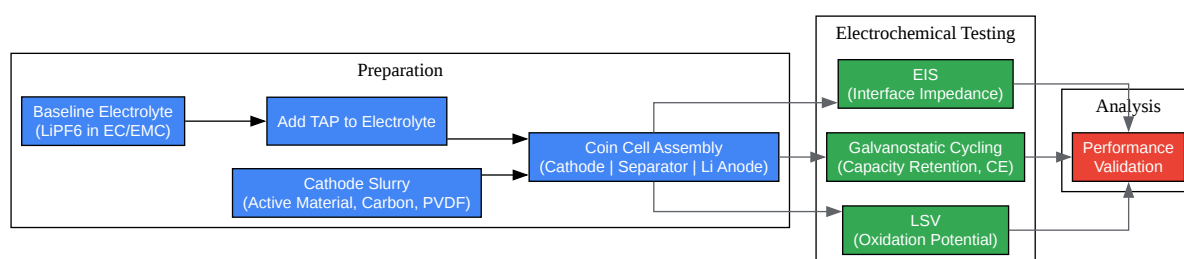 Preparation
Baseline Electrolyte
(LiPF6 in EC/EMC)
Add TAP to Electrolyte
Cathode Slurry
(Active Material, Carbon, PVDF)
Coin Cell Assembly
(Cathode | Separator | Li Anode)
Electrochemical Testing
EIS
(Interface Impedance)
Galvanostatic Cycling
(Capacity Retention, CE)
LSV
(Oxidation Potential)
Analysis
Performance
Validation